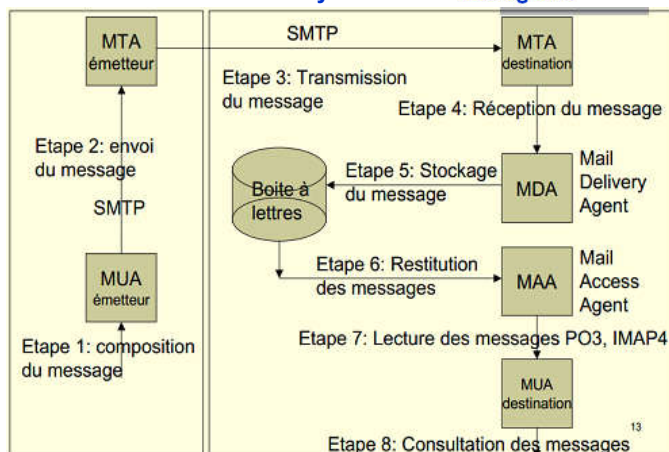 MTA
émetteur
SMTP
MTA
destination
Etape 3: Transmission
du message
Etape 4: Réception du message
Etape 2: envoi
du message
SMTP
Boite à
lettres
Etape 5: Stockage
du message
MDA
Mail
Delivery
Agent
MUA
émetteur
Etape 6: Restitution
des messages
MAA
Mail
Access
Agent
Etape 1: composition
du message
Etape 7: Lecture des messages PO3, IMAP4
MUA
destination
13
Etape 8: Consultation des messages